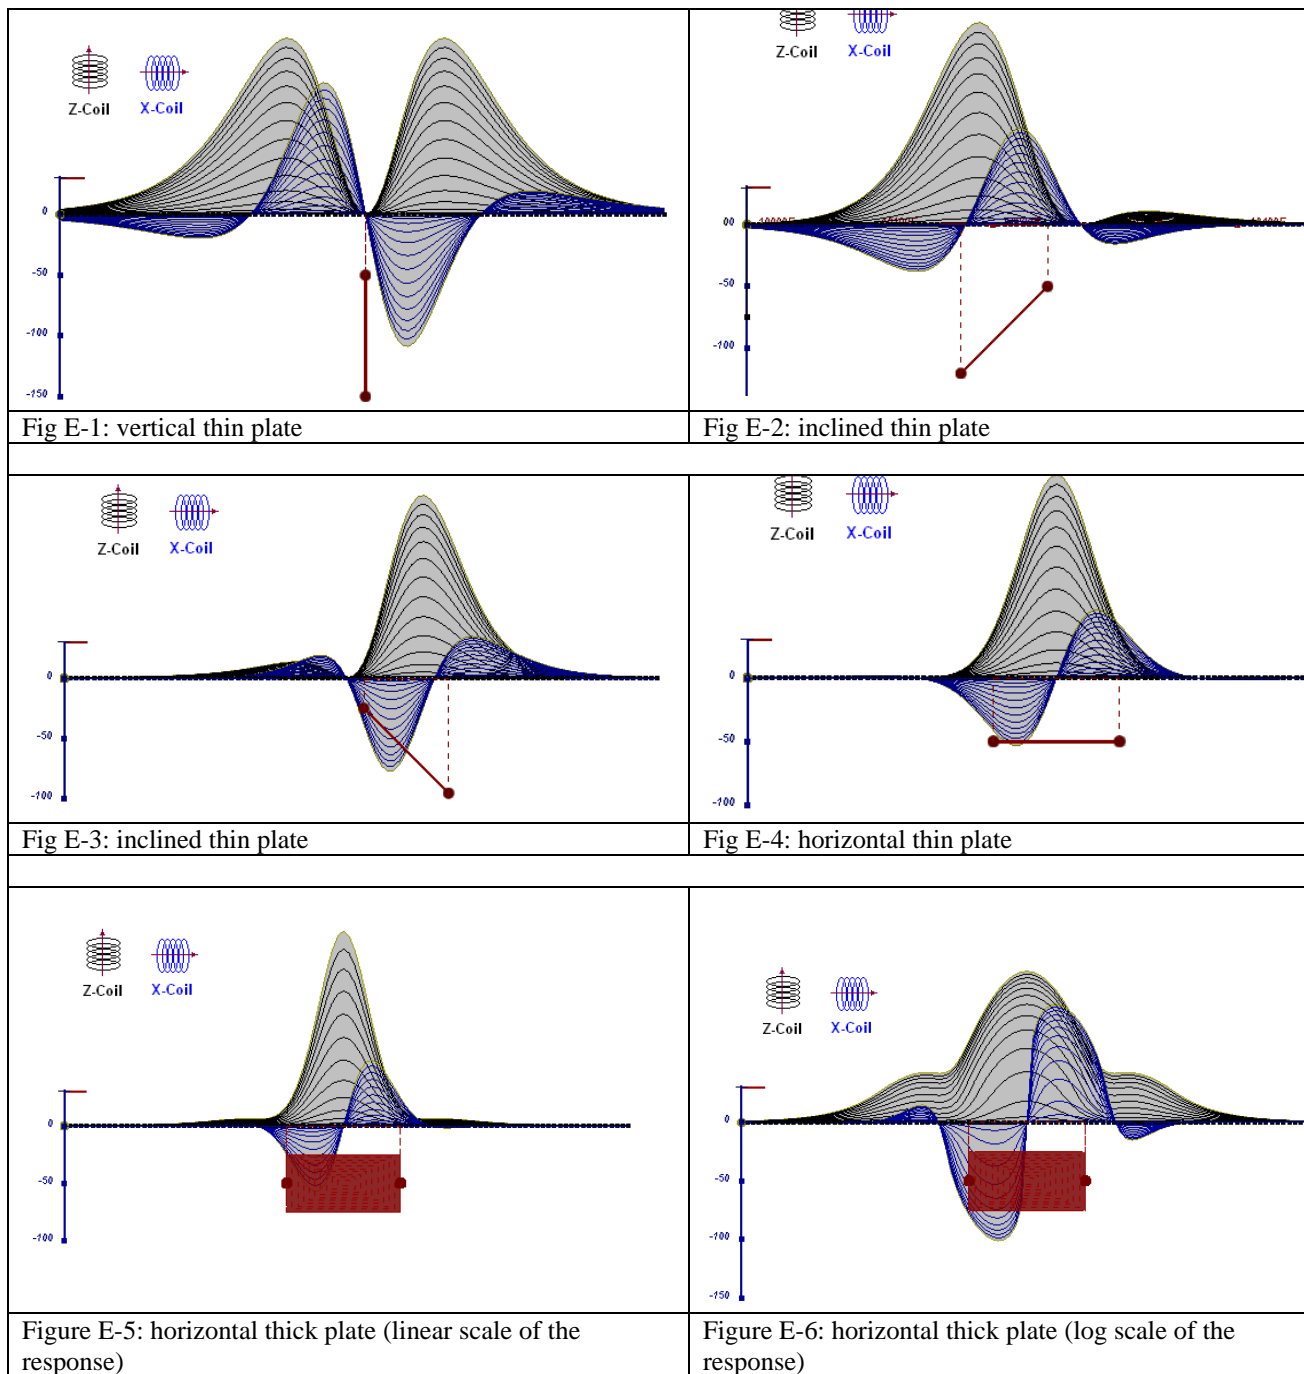 Z-Coil
X-Coil
0
-50
-100
-150
Fig E-1: vertical thin plate
Z-Coil
X-Coil
00
-50
-100
Fig E-2: inclined thin plate
Z-Coil
X-Coil
0
-50
-100
Fig E-3: inclined thin plate
Z-Coil
X-Coil
0
-50
-100
Fig E-4: horizontal thin plate
Z-Coil
X-Coil
0
-50
-100
Figure E-5: horizontal thick plate (linear scale of the
response)
Z-Coil
X-Coil
0
-50
-100
-150
Figure E-6: horizontal thick plate (log scale of the
response)